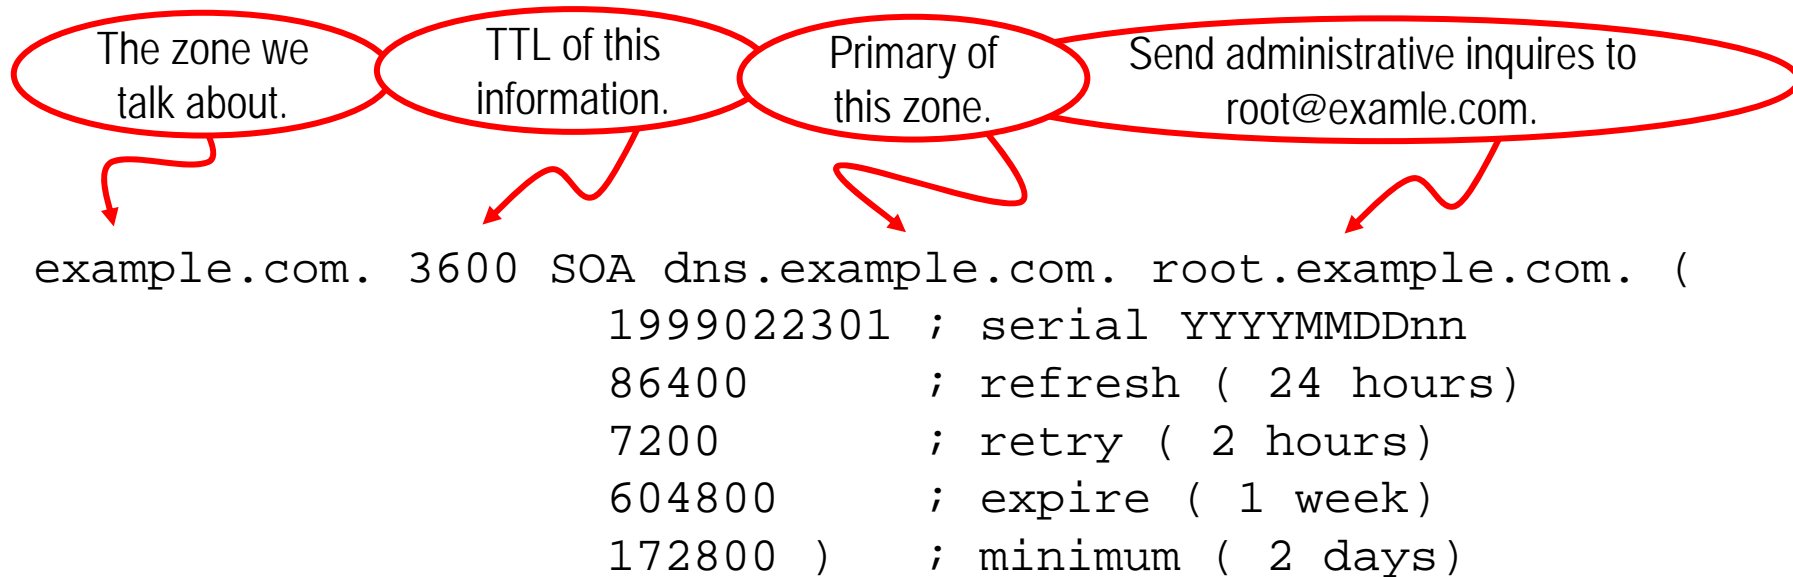 The zone we
talk about.
TTL of this
information.
Primary of
this zone.
Send administrative inquires to
root@examle.com.
example.com. 3600 SOA dns.example.com. root.example.com. (
1999022301 ; serial YYYYMMDDnn
86400 ; refresh ( 24 hours)
7200 ; retry ( 2 hours)
604800 ; expire ( 1 week)
172800 ) ; minimum ( 2 days)